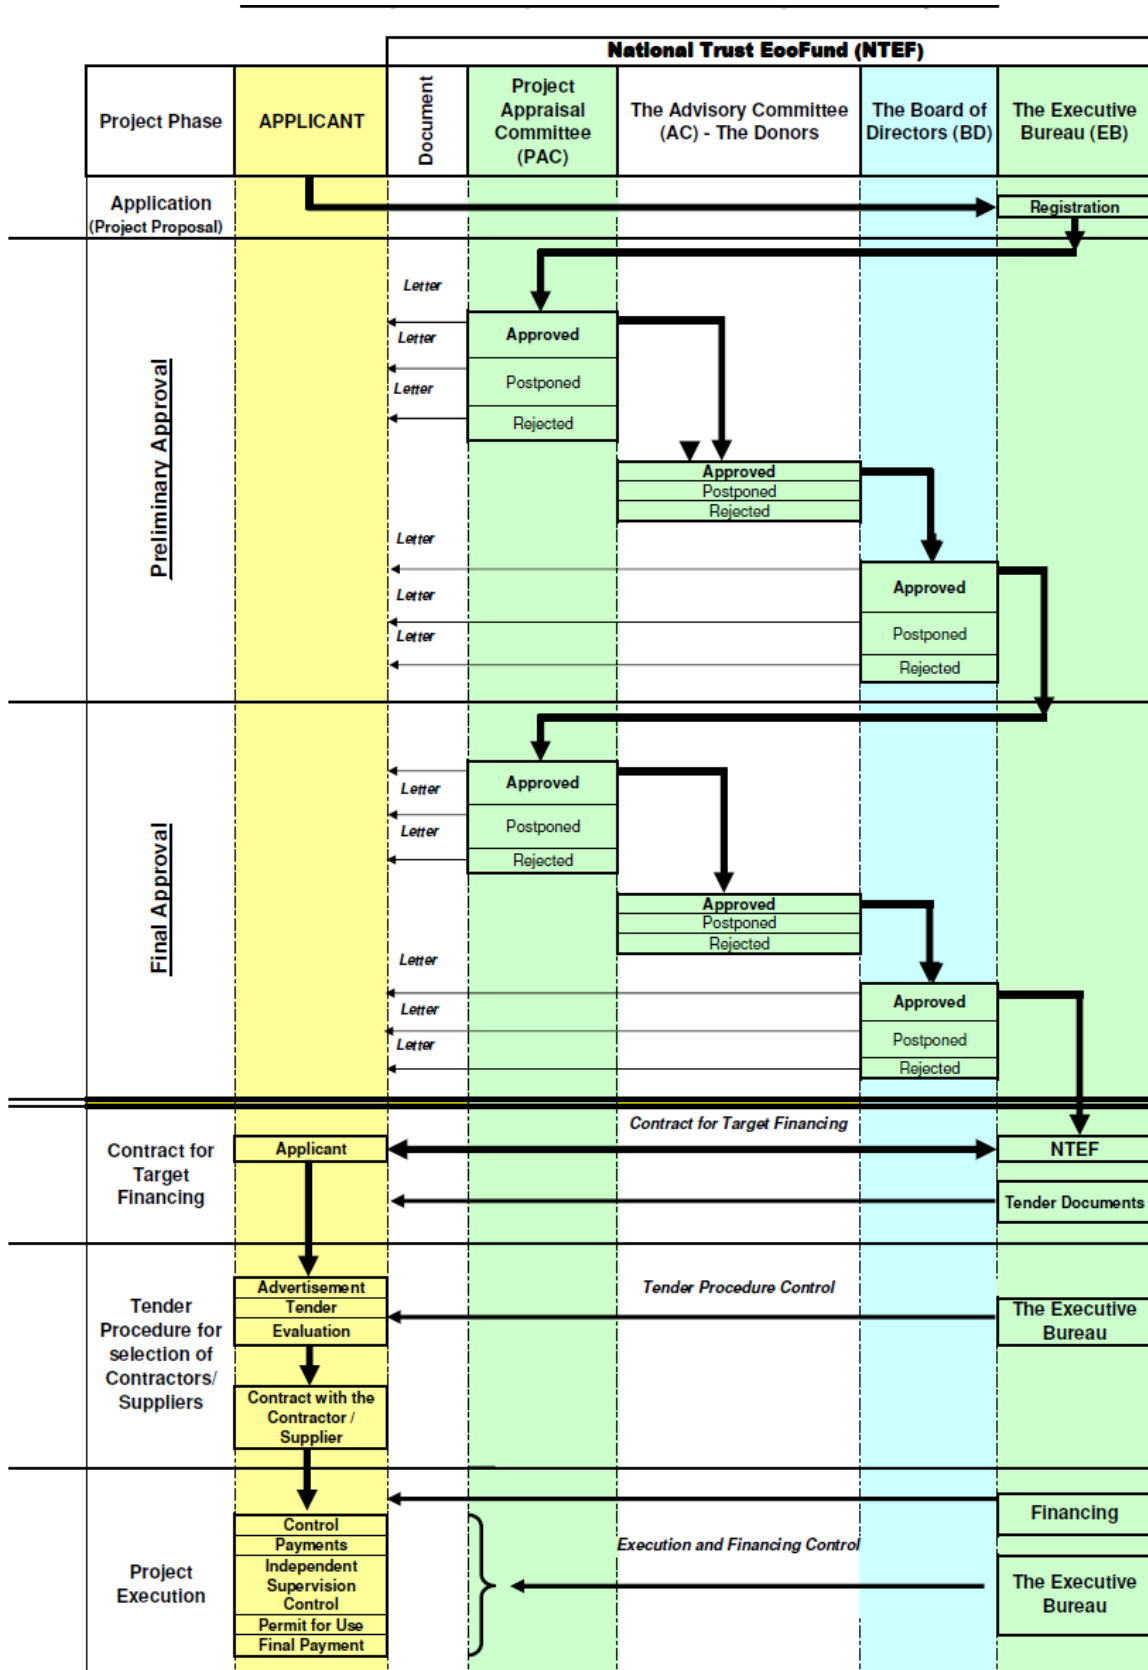 National Trust EcoFund (NTEF)
Project Phase
APPLICANT
Document
Project
Appraisal
Committee
(PAC)
The Advisory Committee
(AC) - The Donors
The Board of
Directors (BD)
The Executive
Bureau (EB)
Application
(Project Proposal)
Registration
Preliminary Approval
Letter
Approved
Letter
Postponed
Letter
Rejected
Approved
Postponed
Rejected
Letter
Approved
Letter
Postponed
Letter
Rejected
Final Approval
Approved
Letter
Postponed
Letter
Rejected
Approved
Postponed
Rejected
Letter
Approved
Letter
Postponed
Letter
Rejected
Contract for
Target
Financing
Applicant
Contract for Target Financing
NTEF
Tender Documents
Tender
Procedure for
selection of
Contractors/
Suppliers
Advertisement
Tender
Evaluation
Tender Procedure Control
The Executive
Bureau
Contract with the
Contractor /
Supplier
Project
Execution
Control
Payments
Independent
Supervision
Control
Permit for Use
Final Payment
Execution and Financing Control
Financing
The Executive
Bureau